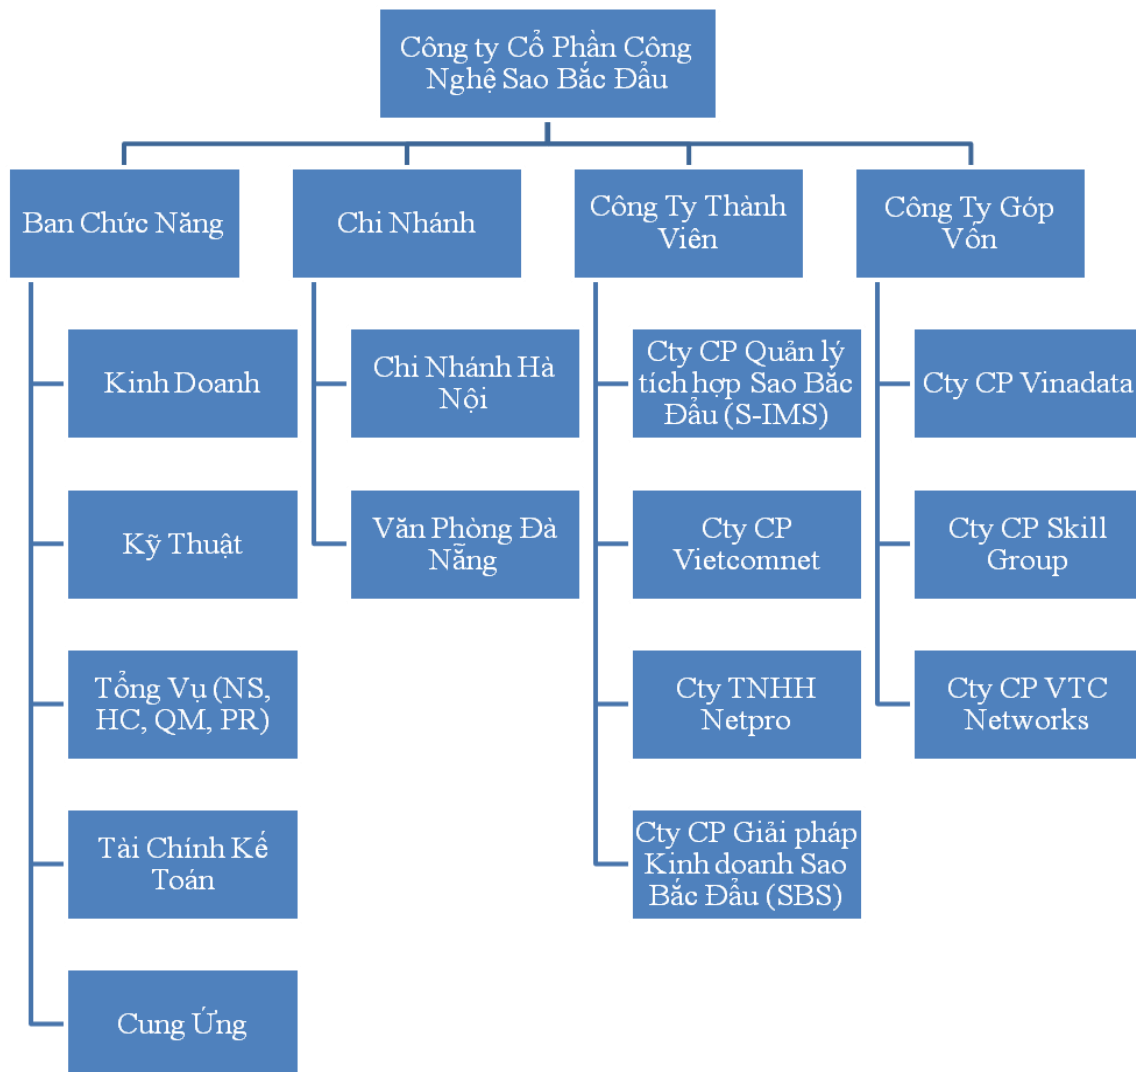 Công ty Cổ Phần Công
Nghệ Sao Bắc Đẩu
Ban Chức Năng
Kinh Doanh
Kỹ Thuật
Tổng Vụ (NS,
HC, QM, PR)
Tài Chính Kế
Toán
Cung Ứng
Chi Nhánh
Chi Nhánh Hà
Nội
Văn Phòng Đà
Nẵng
Công Ty Thành
Viên
Cty CP Quản lý
tích hợp Sao Bắc
Đẩu (S-IMS)
Cty CP
Vietcomnet
Cty TNHH
Netpro
Cty CP Giải pháp
Kinh doanh Sao
Bắc Đẩu (SBS)
Công Ty Góp
Vốn
Cty CP Vinadata
Cty CP Skill
Group
Cty CP VTC
Networks